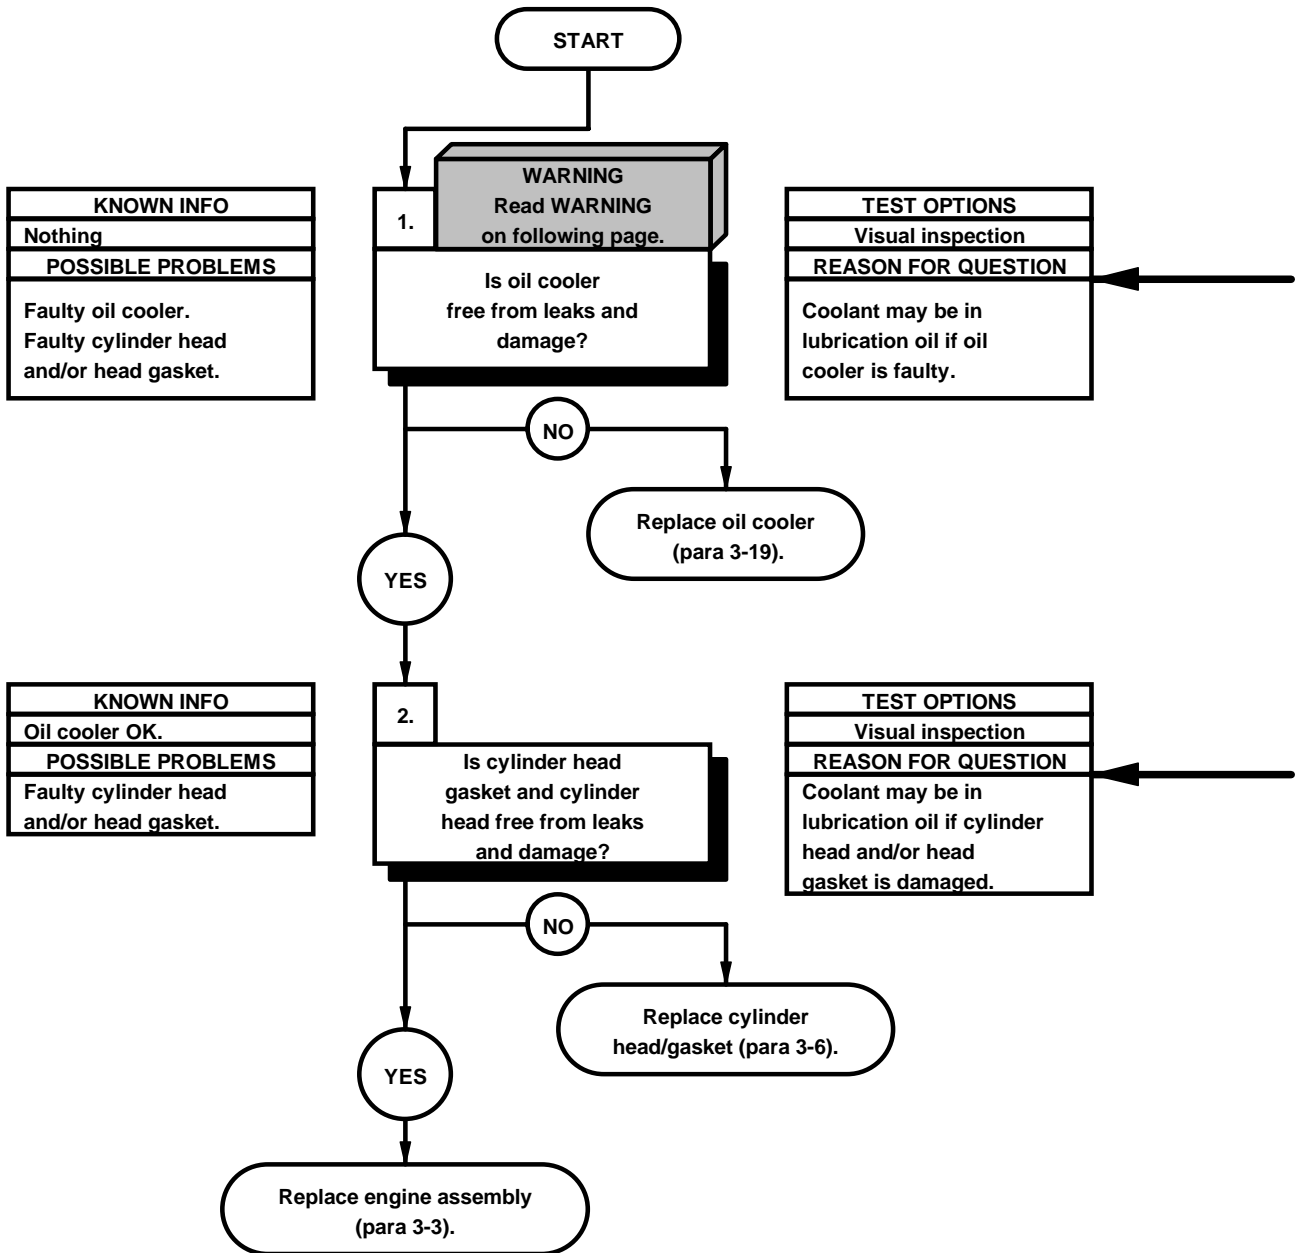 START
KNOWN INFO
Nothing
POSSIBLE PROBLEMS
Faulty oil cooler.
Faulty cylinder head
and/or head gasket.
1.
WARNING
Read WARNING
on following page.
Is oil cooler
free from leaks and
damage?
TEST OPTIONS
Visual inspection
REASON FOR QUESTION
Coolant may be in
lubrication oil if oil
cooler is faulty.
NO
Replace oil cooler
(para 3-19).
YES
KNOWN INFO
Oil cooler OK.
POSSIBLE PROBLEMS
Faulty cylinder head
and/or head gasket.
2.
Is cylinder head
gasket and cylinder
head free from leaks
and damage?
TEST OPTIONS
Visual inspection
REASON FOR QUESTION
Coolant may be in
lubrication oil if cylinder
head and/or head
gasket is damaged.
NO
Replace cylinder
head/gasket (para 3-6).
YES
Replace engine assembly
(para 3-3).